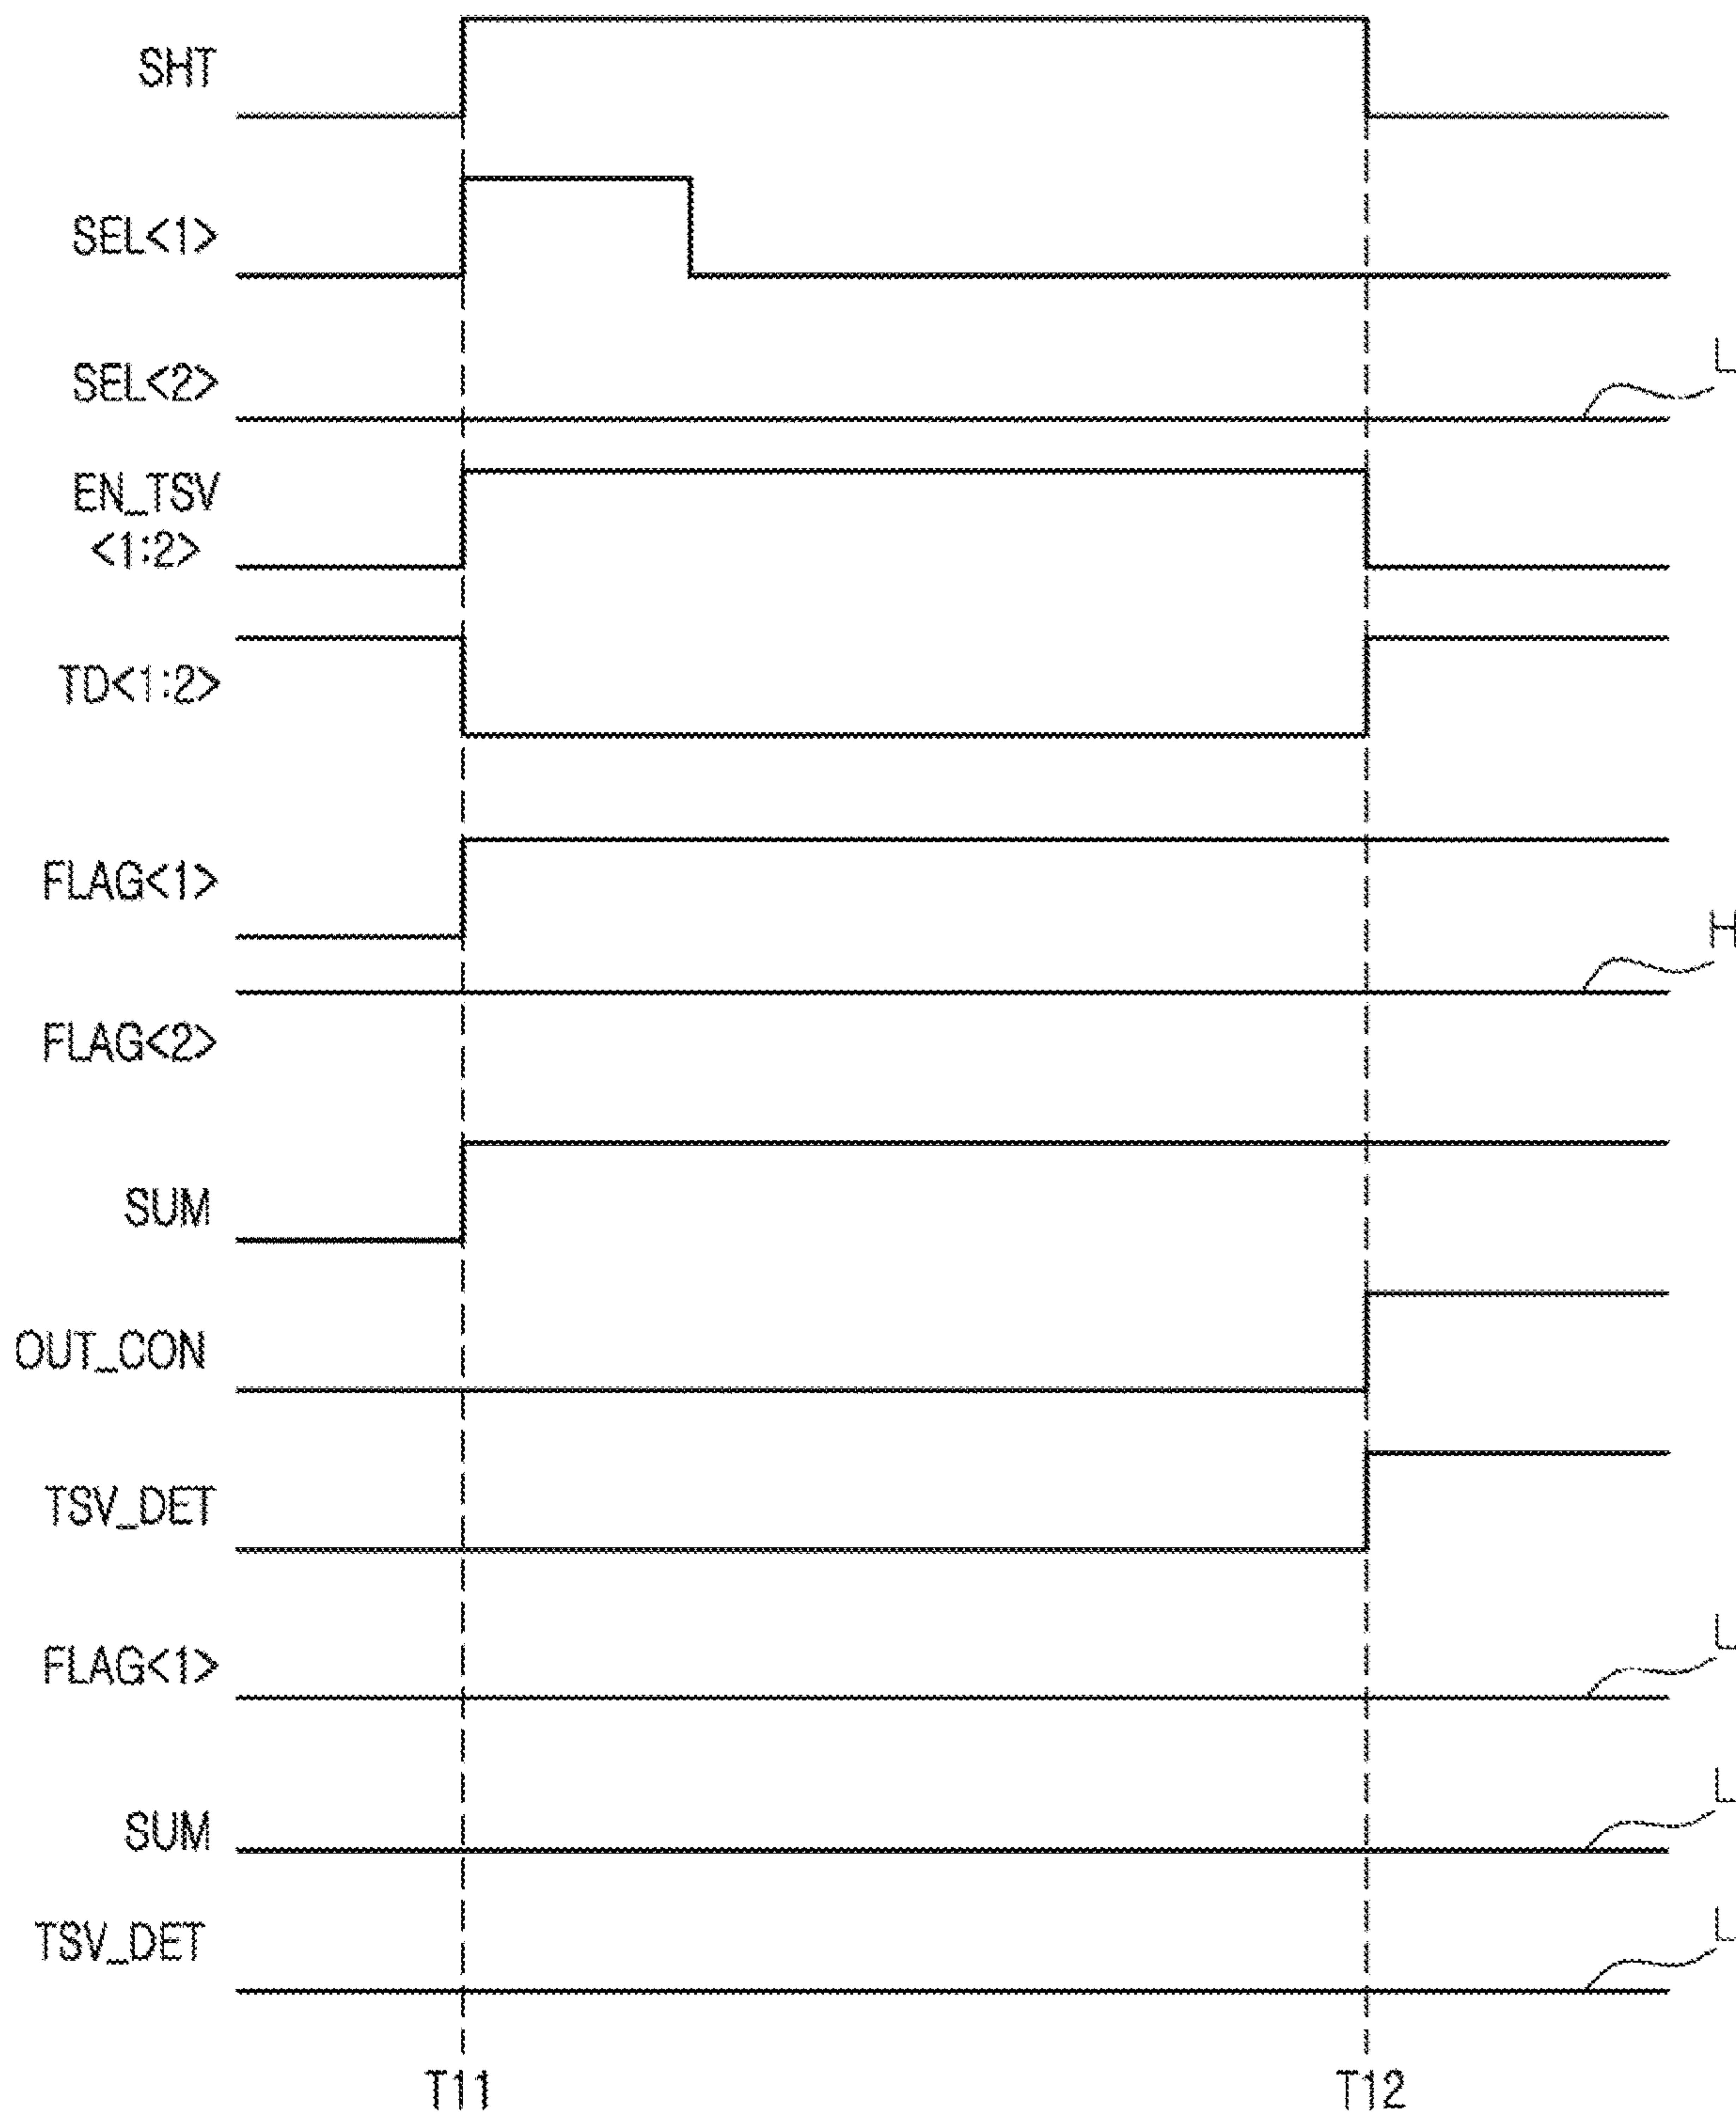 SHT
SEL<1>
SEL<2>
L
EN_TSV
<1:2>
TD<1:2>
FLAG<1>
H
FLAG<2>
SUM
OUT_CON
TSV_DET
FLAG<1>
L
SUM
L
TSV_DET
L
T11
T12